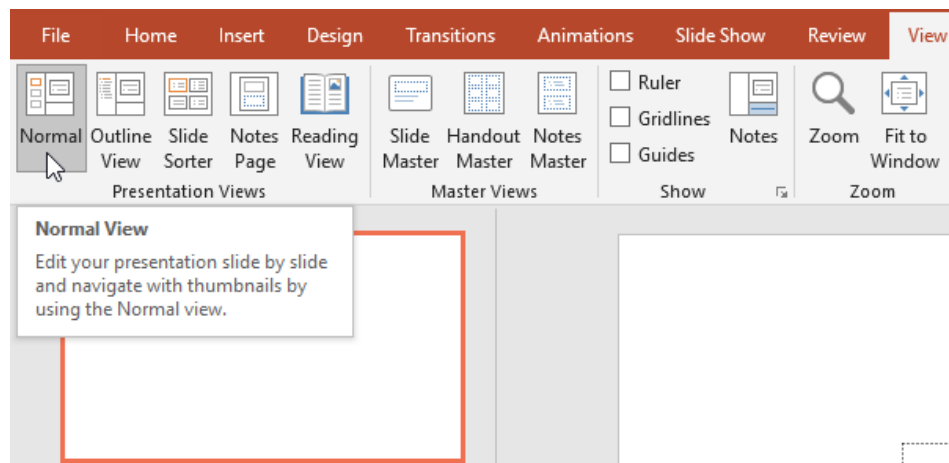 File Home Insert Design Transitions Animations Slide Show Review View
Normal Outline View Slide Sorter Notes Page Reading View Slide Master Handout Master Notes Master Ruler Gridlines Guides Notes Zoom Fit to Window
Presentation Views Master Views Show Zoom
Normal View
Edit your presentation slide by slide
and navigate with thumbnails by
using the Normal view.